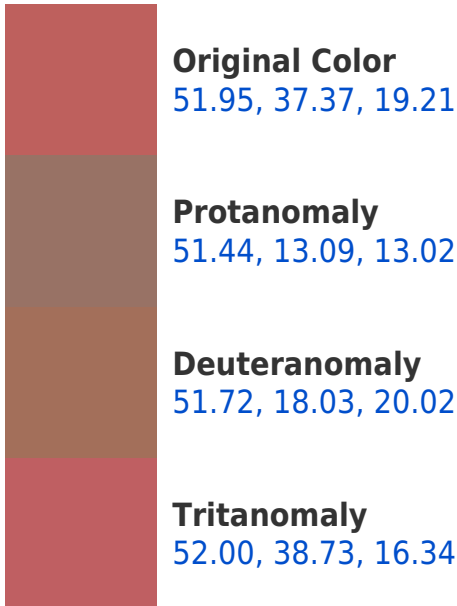 Original Color
51.95, 37.37, 19.21
Protanomaly
51.44, 13.09, 13.02
Deuteranomaly
51.72, 18.03, 20.02
Tritanomaly
52.00, 38.73, 16.34